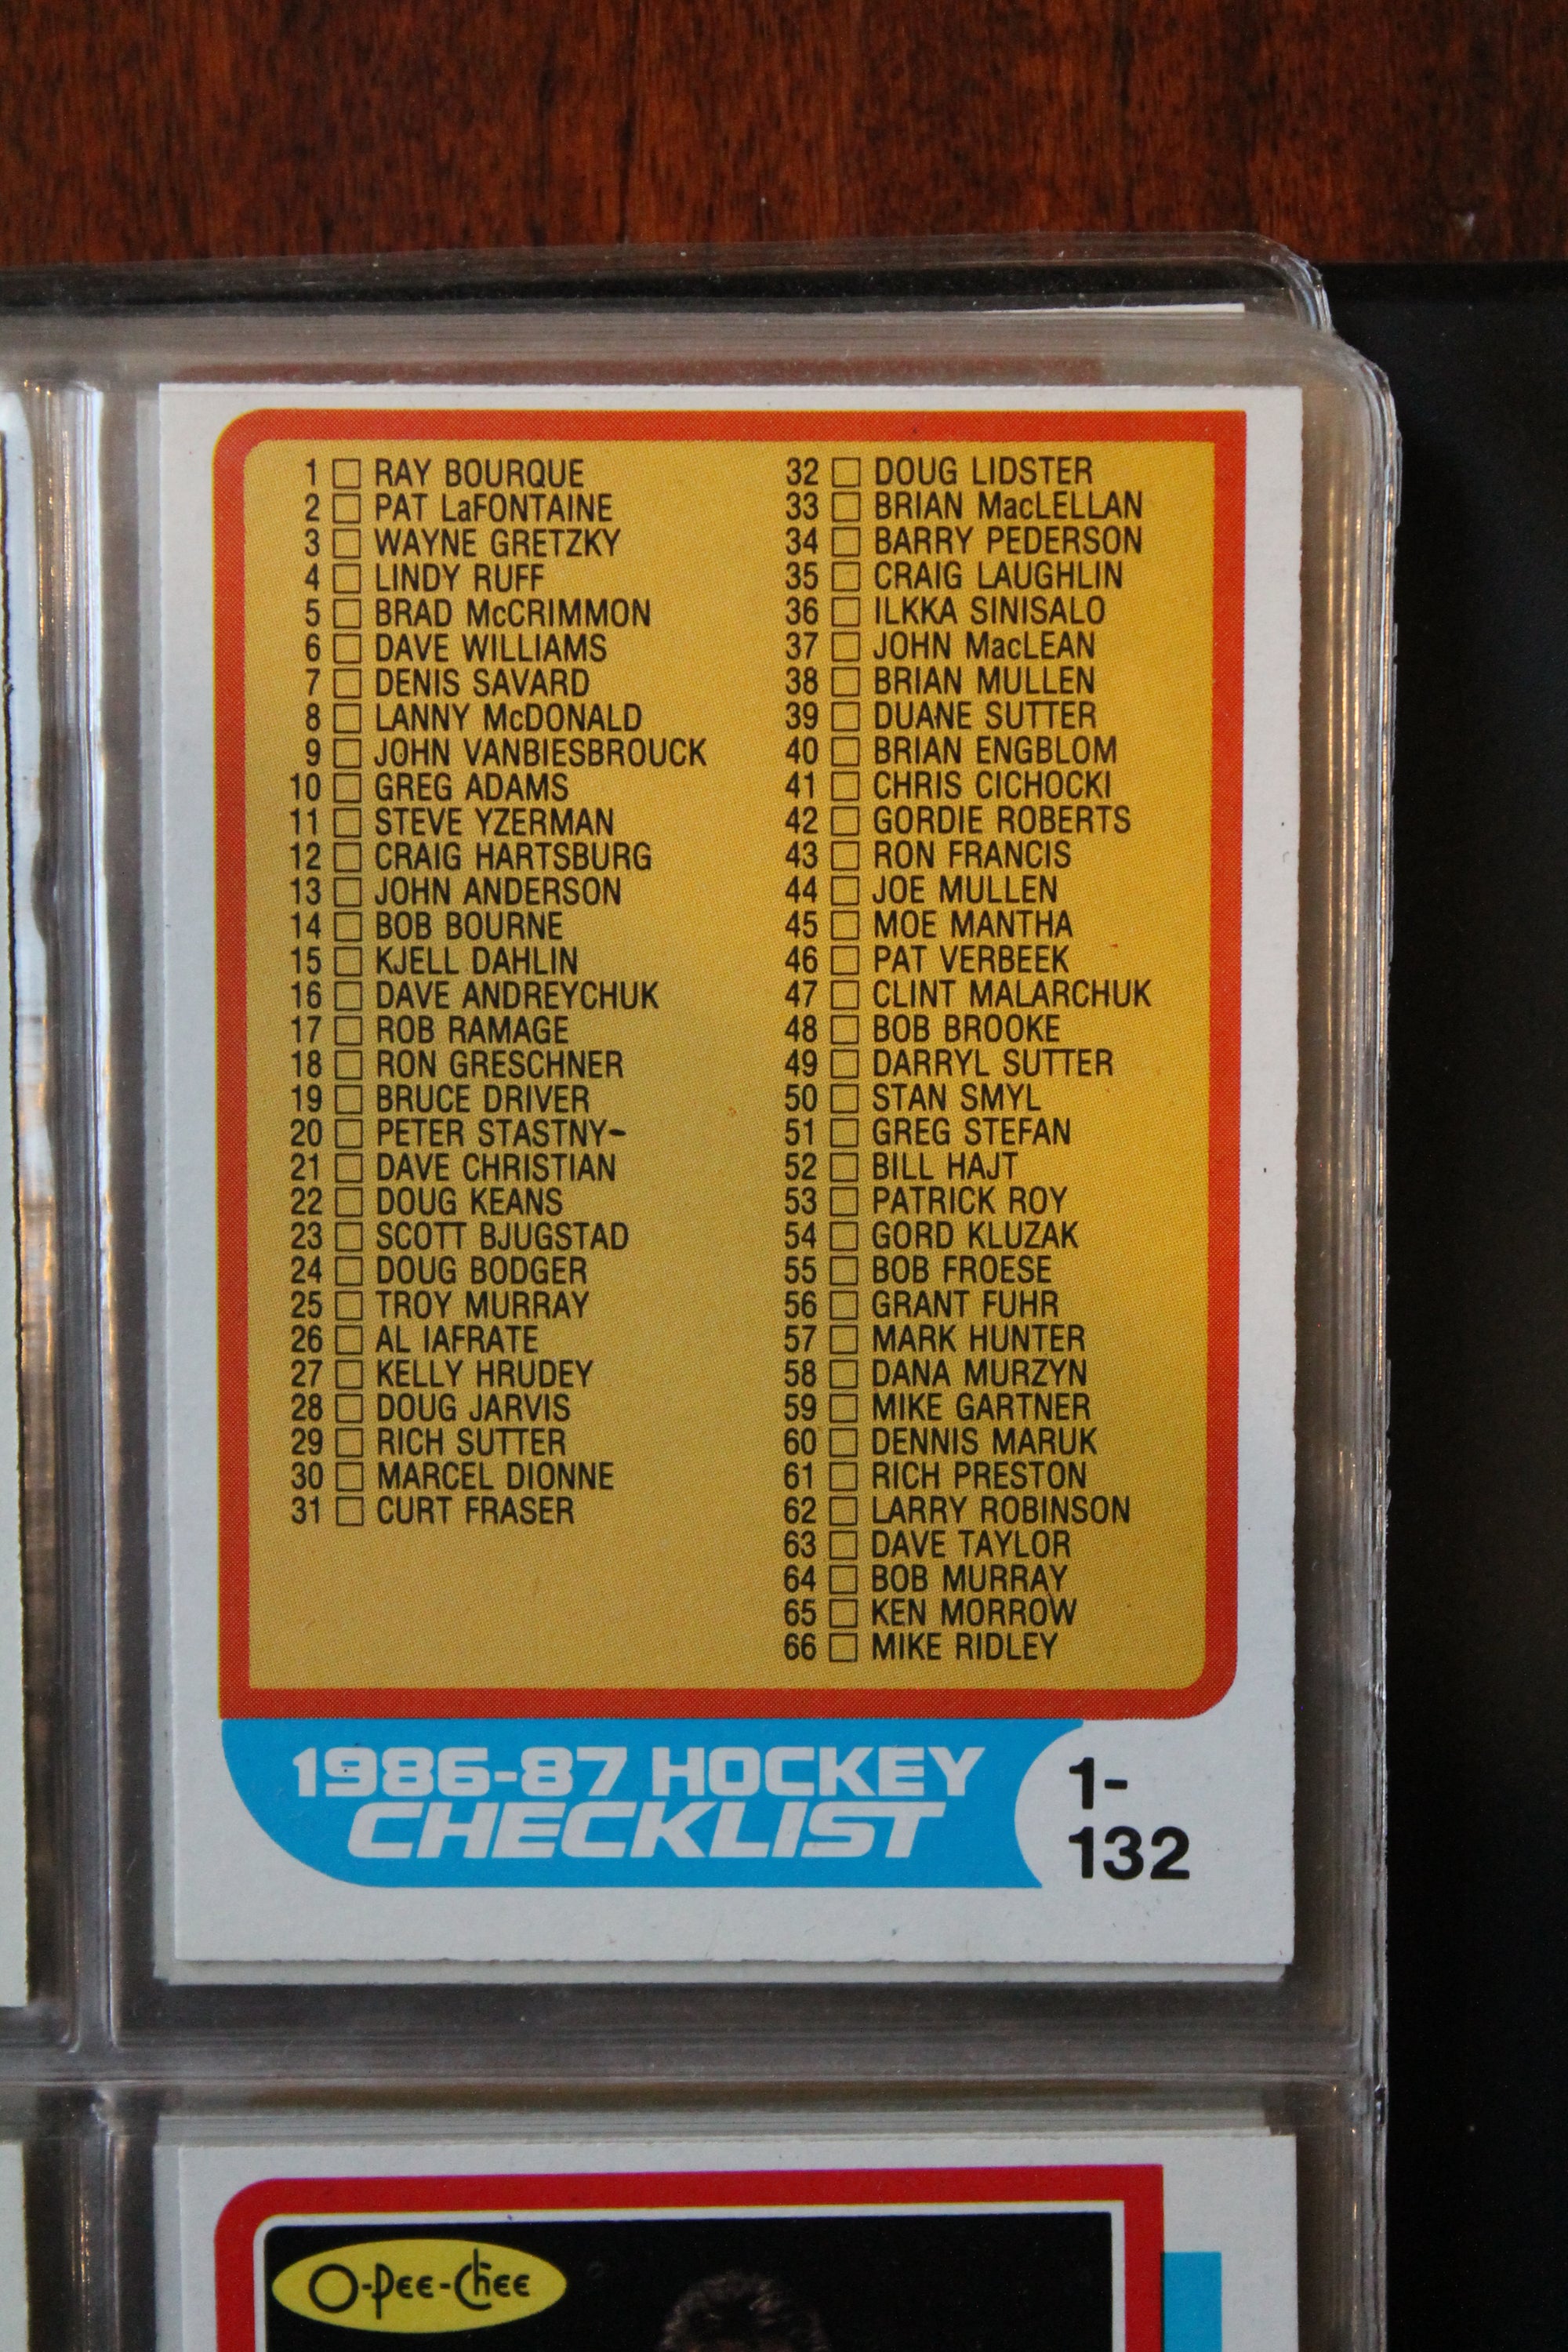 1 RAY BOURQUE
2 PAT LaFONTAINE
3 WAYNE GRETZKY
4 LINDY RUFF
5 BRAD McCRIMMON
6 DAVE WILLIAMS
7 DENIS SAVARD
8 LANNY McDONALD
9 JOHN VANBIESBROUCK
10 GREG ADAMS
11 STEVE YZERMAN
12 CRAIG HARTSBURG
13 JOHN ANDERSON
14 BOB BOURNE
15 KJELL DAHLIN
16 DAVE ANDREYCHUK
17 ROB RAMAGE
18 RON GRESCHNER
19 BRUCE DRIVER
20 PETER STASTNY-
21 DAVE CHRISTIAN
22 DOUG KEANS
23 SCOTT BJUGSTAD
24 DOUG BODGER
25 TROY MURRAY
26 AL IAFRATE
27 KELLY HRUDEY
28 DOUG JARVIS
29 RICH SUTTER
30 MARCEL DIONNE
31 CURT FRASER
32 DOUG LIDSTER
33 BRIAN MacLELLAN
34 BARRY PEDERSON
35 CRAIG LAUGHLIN
36 ILKKA SINISALO
37 JOHN MacLEAN
38 BRIAN MULLEN
39 DUANE SUTTER
40 BRIAN ENGBLOM
41 CHRIS CICHOCKI
42 GORDIE ROBERTS
43 RON FRANCIS
44 JOE MULLEN
45 MOE MANTHA
46 PAT VERBEEK
47 CLINT MALARCHUK
48 BOB BROOKE
49 DARRYL SUTTER
50 STAN SMYL
51 GREG STEFAN
52 BILL HAJT
53 PATRICK ROY
54 GORD KLUZAK
55 BOB FROESE
56 GRANT FUHR
57 MARK HUNTER
58 DANA MURZYN
59 MIKE GARTNER
60 DENNIS MARUK
61 RICH PRESTON
62 LARRY ROBINSON
63 DAVE TAYLOR
64 BOB MURRAY
65 KEN MORROW
66 MIKE RIDLEY
1986-87 HOCKEY
CHECKLIST
1-
132
O-Pee-Chee